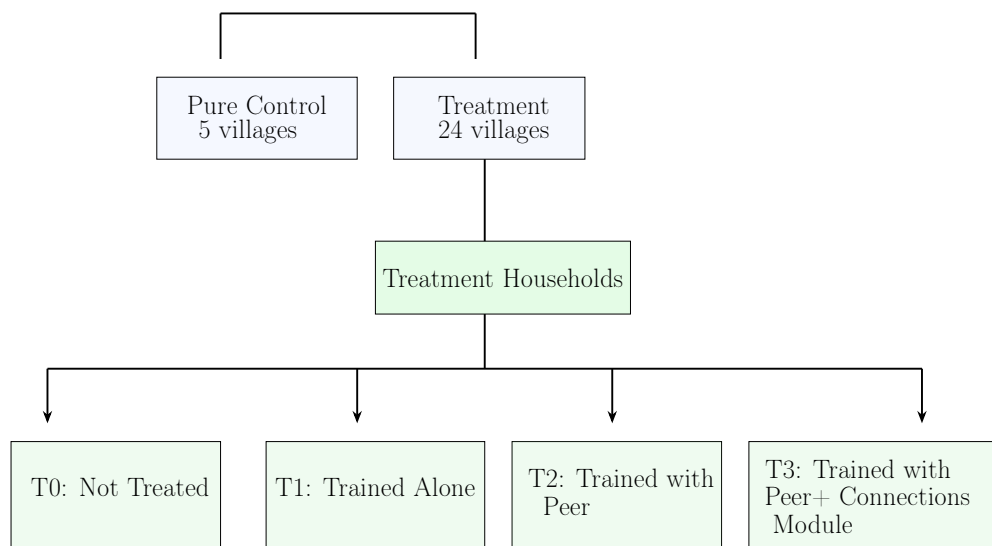 Pure Control
5 villages
Treatment
24 villages
Treatment Households
T0: Not Treated
T1: Trained Alone
T2: Trained with
Peer
T3: Trained with
Peer+ Connections
Module